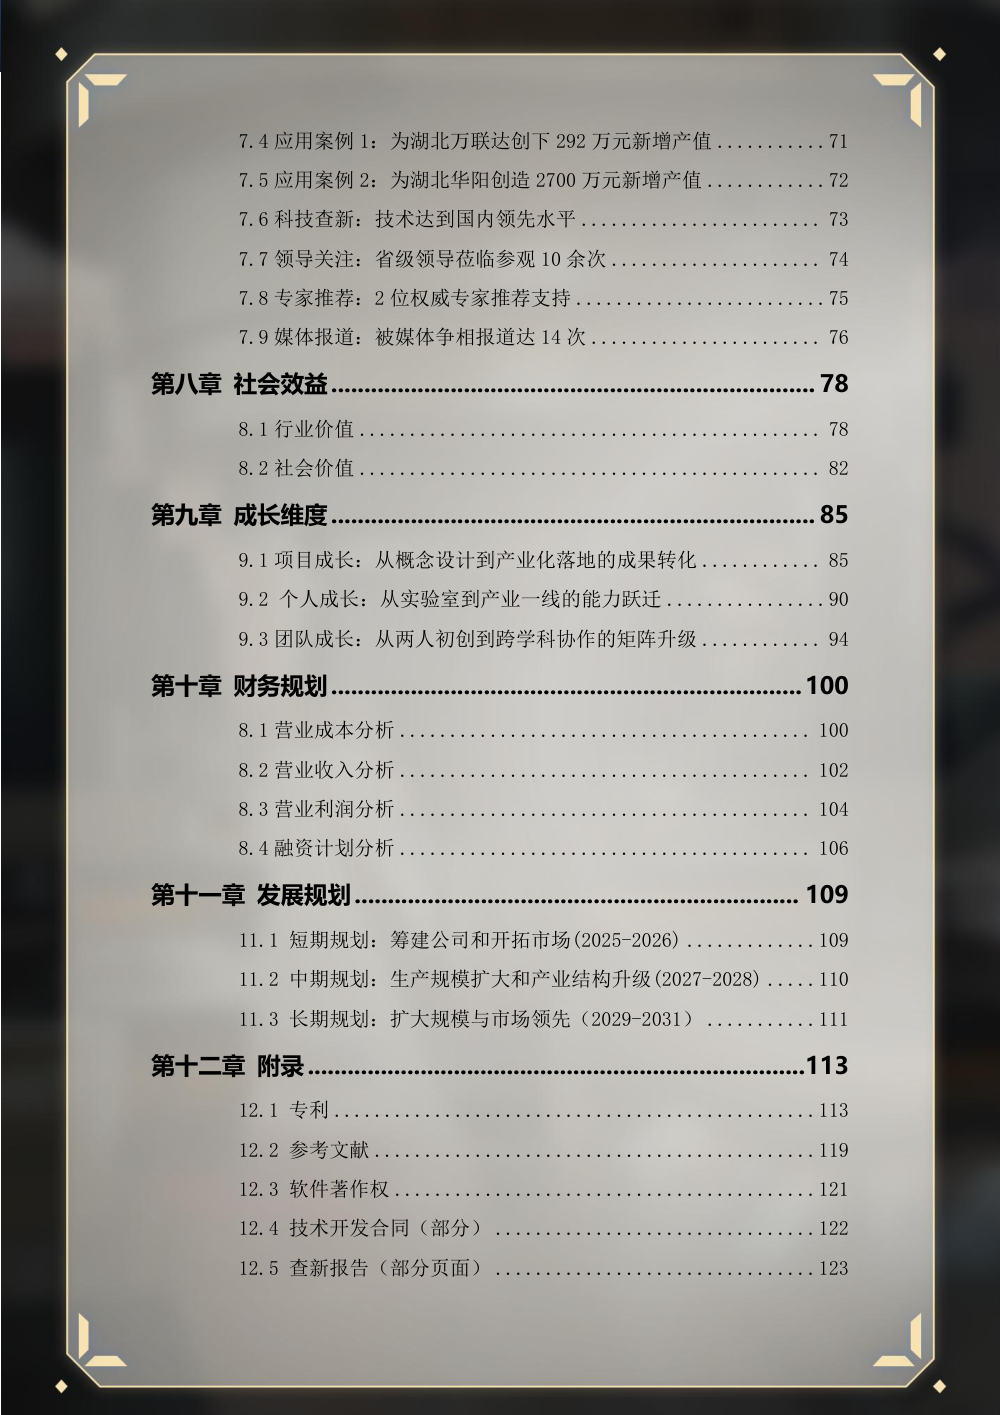 7.4 应用案例 1：为湖北万联达创下 292 万元新增产值...........71
7.5 应用案例 2：为湖北华阳创造 2700 万元新增产值............72
7.6 科技查新：技术达到国内领先水平........................ 73
7.7 领导关注：省级领导莅临参观 10 余次..................... 74
7.8 专家推荐：2 位权威专家推荐支持.........................75
7.9 媒体报道：被媒体争相报道达 14 次....................... 76
第八章 社会效益........................................................................ 78
8.1 行业价值.............................................. 78
8.2 社会价值.............................................. 82
第九章 成长维度........................................................................ 85
9.1 项目成长：从概念设计到产业化落地的成果转化............ 85
9.2 个人成长：从实验室到产业一线的能力跃迁................90
9.3 团队成长：从两人初创到跨学科协作的矩阵升级............ 94
第十章 财务规划......................................................................100
8.1 营业成本分析......................................... 100
8.2 营业收入分析......................................... 102
8.3 营业利润分析......................................... 104
8.4 融资计划分析......................................... 106
第十一章 发展规划.................................................................. 109
11.1 短期规划：筹建公司和开拓市场(2025-2026).............109
11.2 中期规划：生产规模扩大和产业结构升级(2027-2028).....110
11.3 长期规划：扩大规模与市场领先（2029-2031）...........111
第十二章 附录..........................................................................113
12.1 专利................................................113
12.2 参考文献............................................119
12.3 软件著作权..........................................121
12.4 技术开发合同（部分）................................122
12.5 查新报告（部分页面）................................123